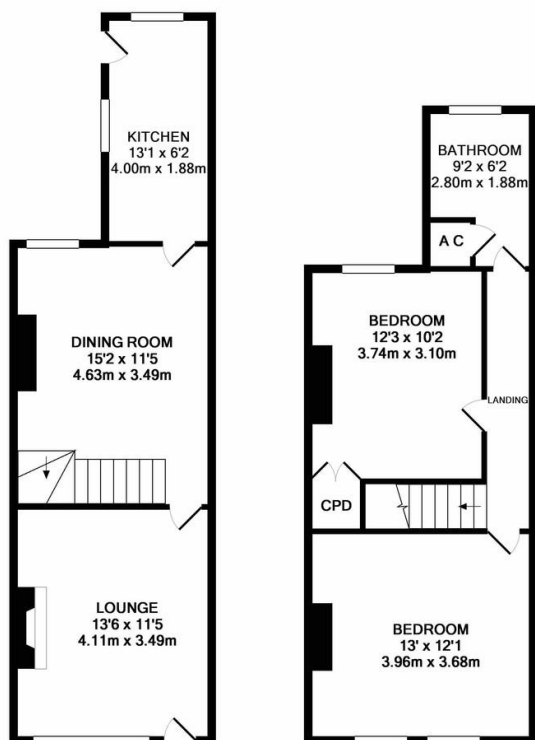 KITCHEN
13'1 x 6'2
4.00m x 1.88m
DINING ROOM
15'2 x 11'5
4.63m x 3.49m
LOUNGE
13'6 x 11'5
4.11m x 3.49m
BATHROOM
9'2 x 6'2
2.80m x 1.88m
A C
BEDROOM
12'3 x 10'2
3.74m x 3.10m
LANDING
CPD
BEDROOM
13' x 12'1
3.96m x 3.68m